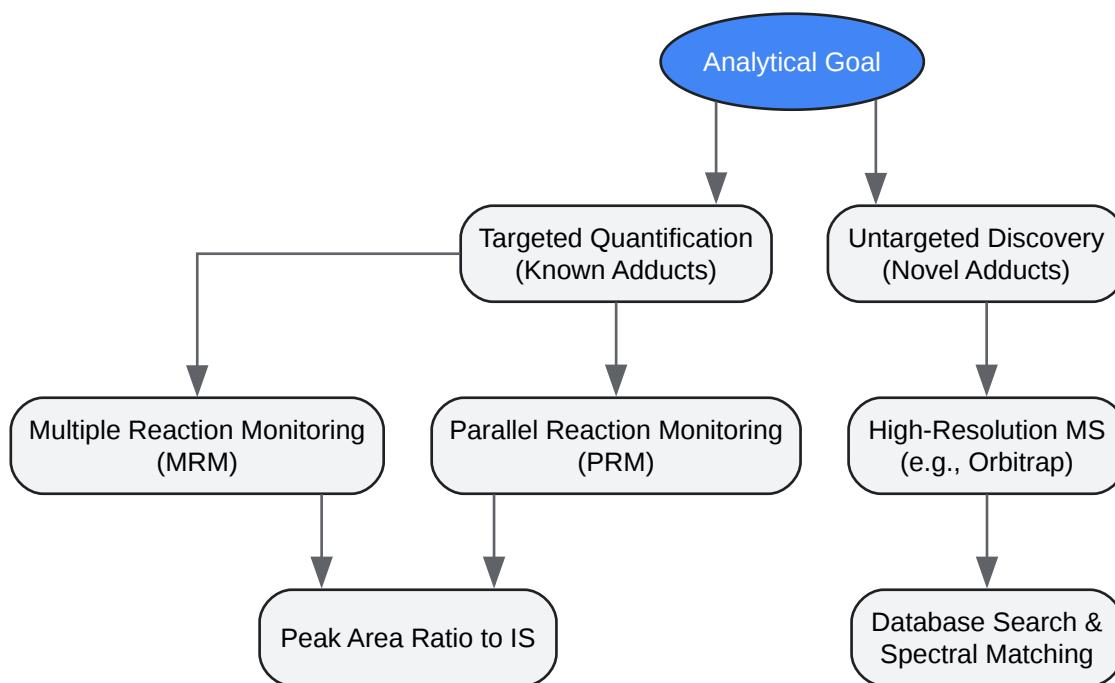 Analytical Goal
Targeted Quantification
(Known Adducts)
Untargeted Discovery
(Novel Adducts)
Multiple Reaction Monitoring
(MRM)
Parallel Reaction Monitoring
(PRM)
High-Resolution MS
(e.g., Orbitrap)
Peak Area Ratio to IS
Database Search &
Spectral Matching